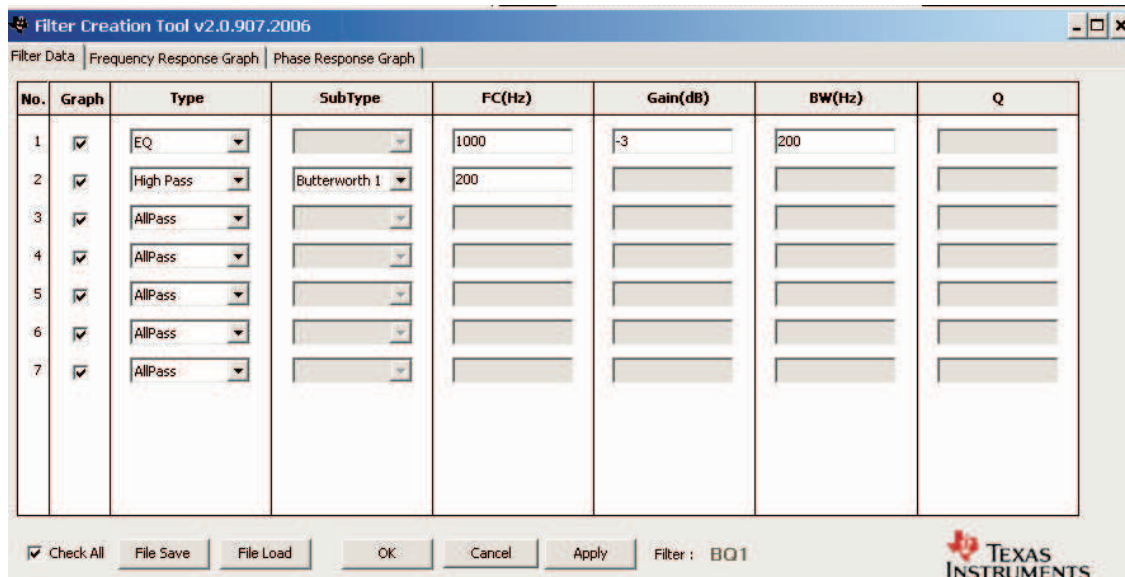 Filter Creation Tool v2.0.907.2006
Filter Data Frequency Response Graph Phase Response Graph
No. Graph Type SubType FC(Hz) Gain(dB) BW(Hz) Q
1 EQ 1000 -3 200
2 High Pass Butterworth 1 200
3 AllPass
4 AllPass
5 AllPass
6 AllPass
7 AllPass
Check All File Save File Load OK Cancel Apply Filter : BQ1
TEXAS
INSTRUMENTS